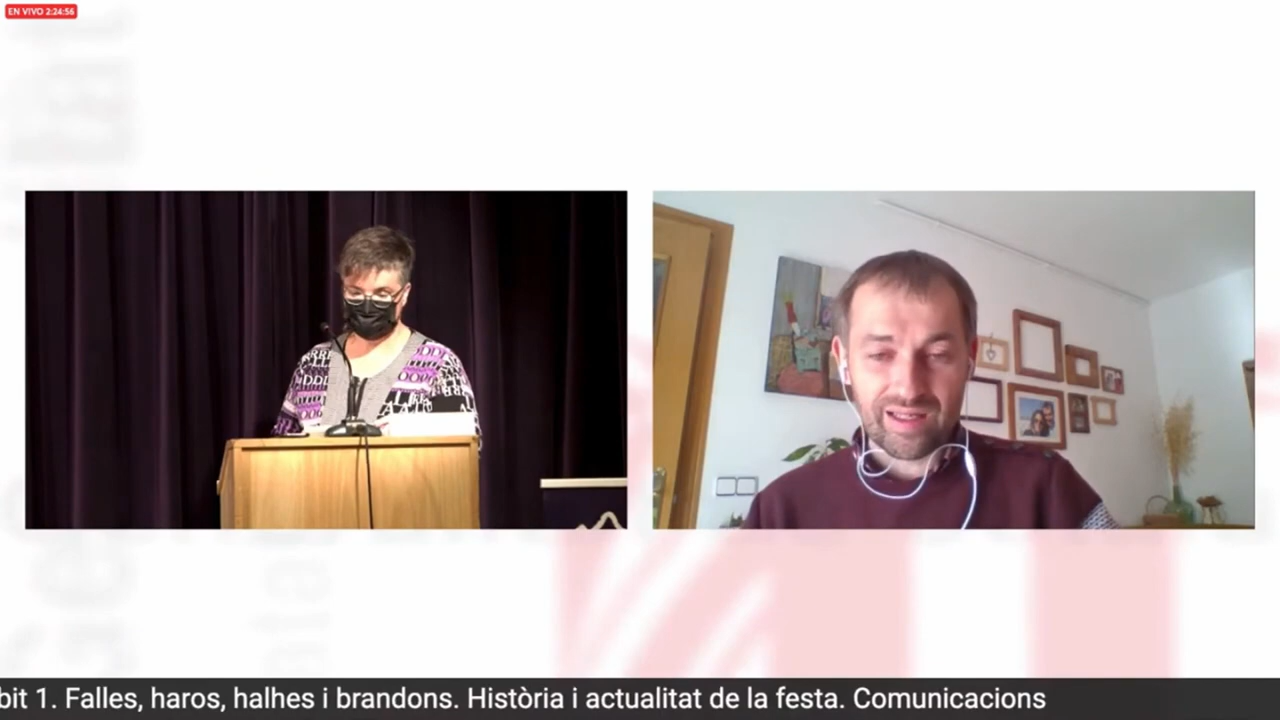 EN VIVO 2:24:56
bit 1. Falles, haros, halhes i brandons. Història i actualitat de la festa. Comunicacions